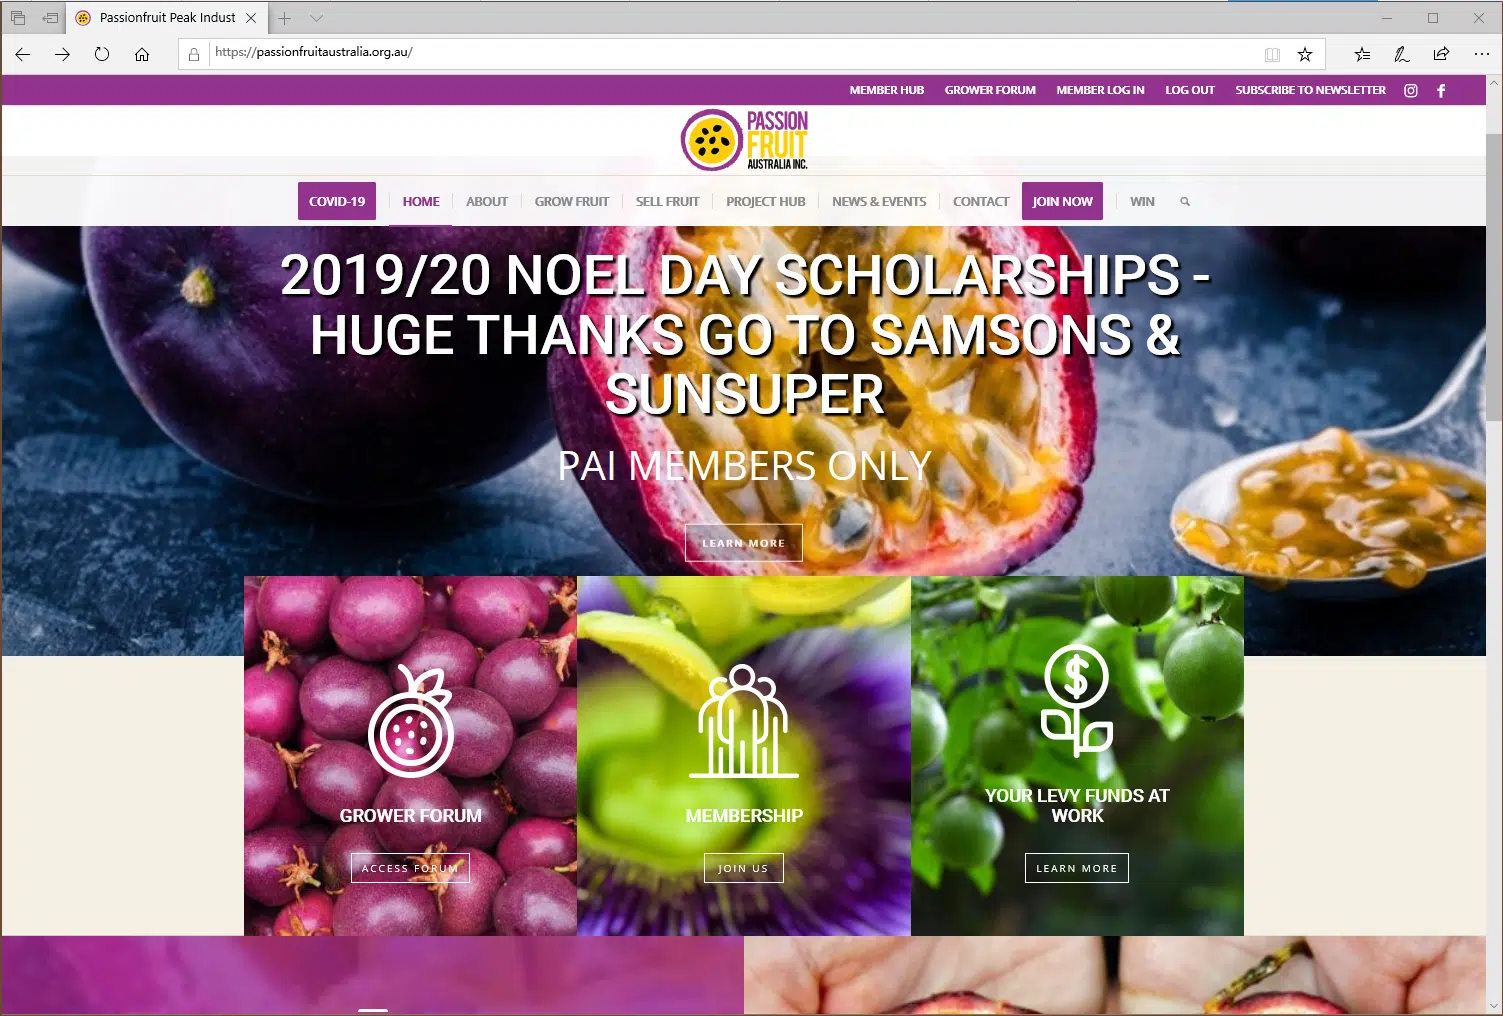 Passionfruit Peak Indust
https://passionfruitaustralia.org.au/
MEMBER HUB GROWER FORUM MEMBER LOG IN LOG OUT SUBSCRIBE TO NEWSLETTER
PASSION
FRUIT
AUSTRALIA INC.
COVID-19 HOME ABOUT GROW FRUIT SELL FRUIT PROJECT HUB NEWS & EVENTS CONTACT JOIN NOW WIN
2019/20 NOEL DAY SCHOLARSHIPS -
HUGE THANKS GO TO SAMSONS &
SUNSUPER
PAI MEMBERS ONLY
LEARN MORE
GROWER FORUM
ACCESS FORUM
MEMBERSHIP
JOIN US
YOUR LEVY FUNDS AT
WORK
LEARN MORE